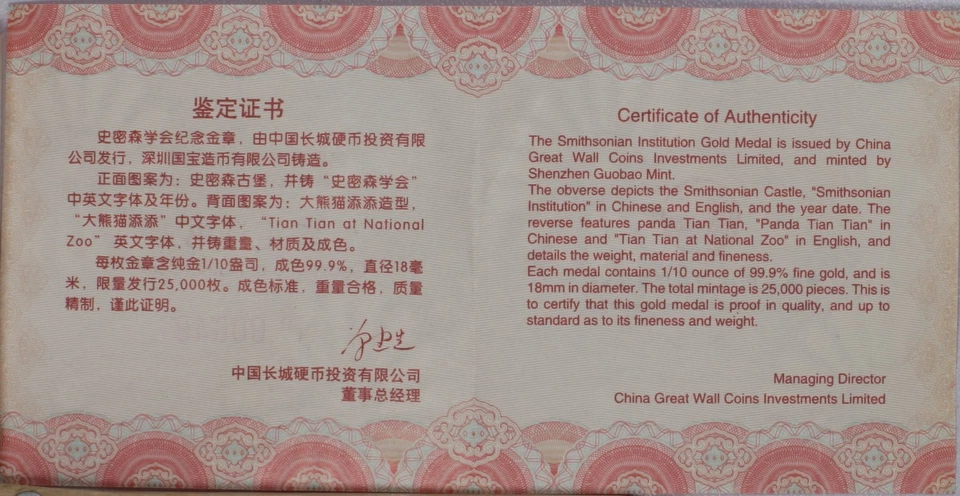 鉴定证书
史密森学会纪念金章，由中国长城硬币投资有限
公司发行，深圳国宝造币有限公司铸造。
正面图案为：史密森古堡，并铸“史密森学会”
中英文字体及年份。背面图案为：大熊猫添添造型，
“大熊猫添添”中文字体，“Tian Tian at National
Zoo”英文字体，并铸重量、材质及成色。
每枚金章含纯金1/10盎司，成色99.9%，直径18毫
米，限量发行25,000枚。成色标准，重量合格，质量
精制，谨此证明。
中国长城硬币投资有限公司
董事总经理
Certificate of Authenticity
The Smithsonian Institution Gold Medal is issued by China
Great Wall Coins Investments Limited, and minted by
Shenzhen Guobao Mint.
The obverse depicts the Smithsonian Castle, "Smithsonian
Institution" in Chinese and English, and the year date. The
reverse features panda Tian Tian, "Panda Tian Tian" in
Chinese and "Tian Tian at National Zoo" in English, and
details the weight, material and fineness.
Each medal contains 1/10 ounce of 99.9% fine gold, and is
18mm in diameter. The total mintage is 25,000 pieces. This is
to certify that this gold medal is proof in quality, and up to
standard as to its fineness and weight.
Managing Director
China Great Wall Coins Investments Limited